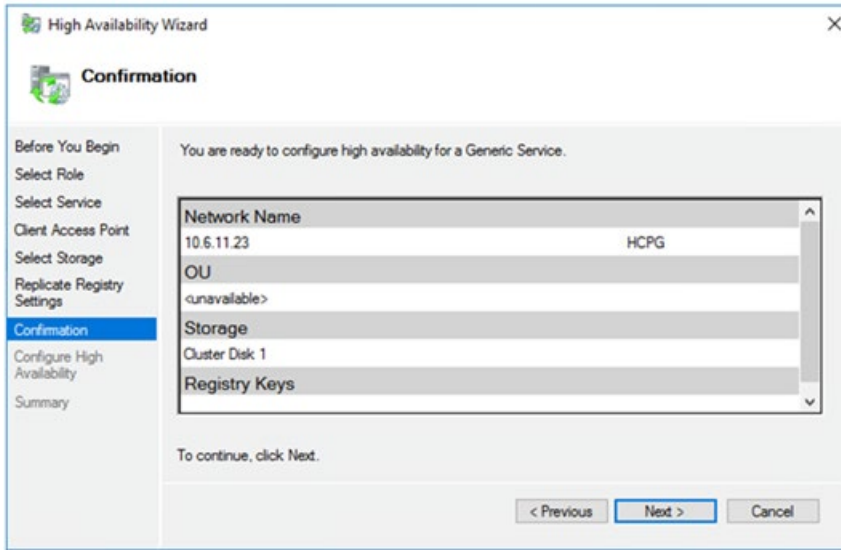 High Availability Wizard
Confirmation
Before You Begin
Select Role
Select Service
Client Access Point
Select Storage
Replicate Registry
Settings
Confirmation
Configure High
Availability
Summary
You are ready to configure high availability for a Generic Service.
Network Name
10.6.11.23 HCPG
OU
<unavailable>
Storage
Cluster Disk 1
Registry Keys
To continue, click Next.
< Previous Next > Cancel